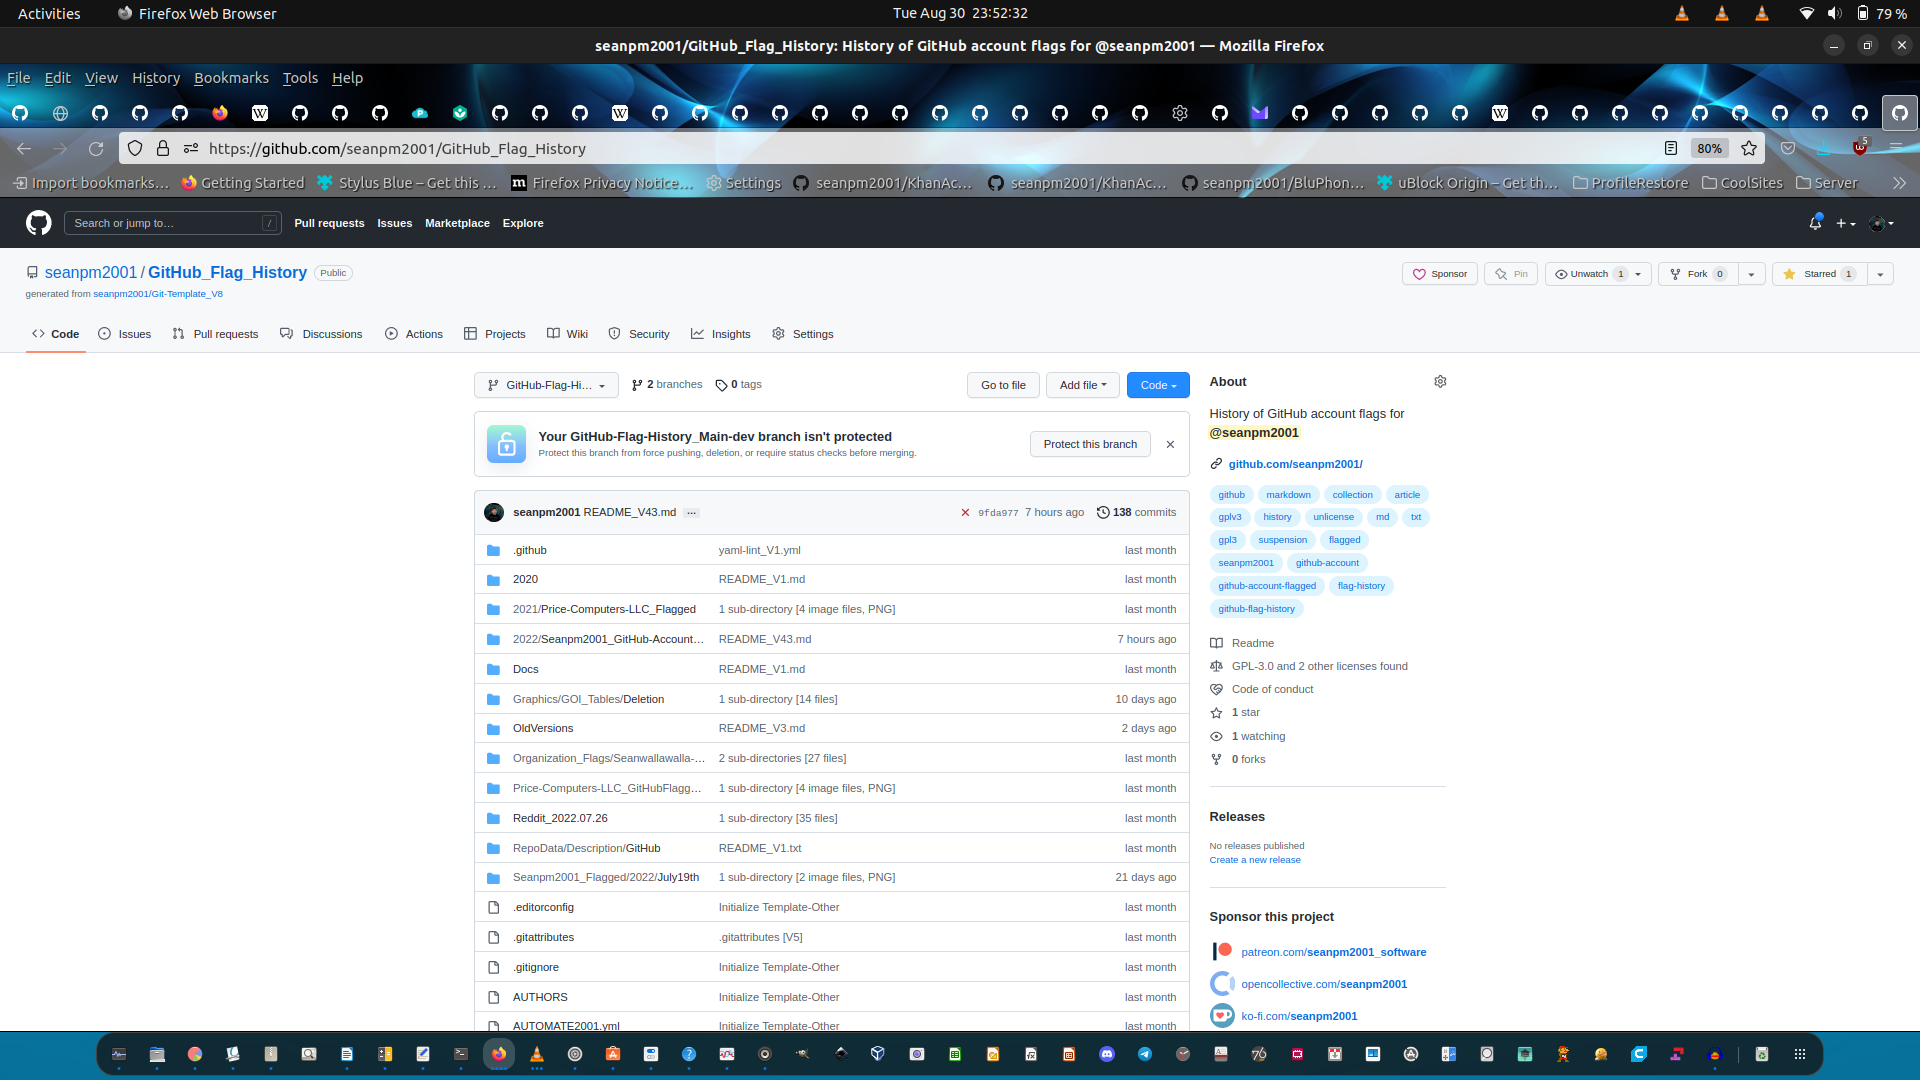 Activities
Firefox Web Browser
Tue Aug 30 23:52:32
79 %
seanpm2001/GitHub_Flag_History: History of GitHub account flags for @seanpm2001 — Mozilla Firefox
File Edit View History Bookmarks Tools Help
https://github.com/seanpm2001/GitHub_Flag_History
80%
5
Import bookmarks…
Getting Started
Stylus Blue – Get this …
Firefox Privacy Notice…
Settings
seanpm2001/KhanAc…
seanpm2001/KhanAc…
seanpm2001/BluPhon…
uBlock Origin – Get th…
ProfileRestore
CoolSites
Server
Search or jump to… /
Pull requests Issues Marketplace Explore
seanpm2001 / GitHub_Flag_History Public
Sponsor
Pin
Unwatch 1
Fork 0
Starred 1
generated from seanpm2001/Git-Template_V8
Code Issues Pull requests Discussions Actions Projects Wiki Security Insights Settings
GitHub-Flag-Hi…
2 branches
0 tags
Go to file
Add file
Code
Your GitHub-Flag-History_Main-dev branch isn't protected
Protect this branch from force pushing, deletion, or require status checks before merging.
Protect this branch
seanpm2001 README_V43.md … 9fda977 7 hours ago 138 commits
.github yaml-lint_V1.yml last month
2020 README_V1.md last month
2021/Price-Computers-LLC_Flagged 1 sub-directory [4 image files, PNG] last month
2022/Seanpm2001_GitHub-Account… README_V43.md 7 hours ago
Docs README_V1.md last month
Graphics/GOI_Tables/Deletion 1 sub-directory [14 files] 10 days ago
OldVersions README_V3.md 2 days ago
Organization_Flags/Seanwallawalla-… 2 sub-directories [27 files] last month
Price-Computers-LLC_GitHubFlagg… 1 sub-directory [4 image files, PNG] last month
Reddit_2022.07.26 1 sub-directory [35 files] last month
RepoData/Description/GitHub README_V1.txt last month
Seanpm2001_Flagged/2022/July19th 1 sub-directory [2 image files, PNG] 21 days ago
.editorconfig Initialize Template-Other last month
.gitattributes .gitattributes [V5] last month
.gitignore Initialize Template-Other last month
AUTHORS Initialize Template-Other last month
AUTOMATE2001.yml Initialize Template-Other last month
About
History of GitHub account flags for
@seanpm2001
github.com/seanpm2001/
github markdown collection article
gplv3 history unlicense md txt
gpl3 suspension flagged
seanpm2001 github-account
github-account-flagged flag-history
github-flag-history
Readme
GPL-3.0 and 2 other licenses found
Code of conduct
1 star
1 watching
0 forks
Releases
No releases published
Create a new release
Sponsor this project
patreon.com/seanpm2001_software
opencollective.com/seanpm2001
ko-fi.com/seanpm2001